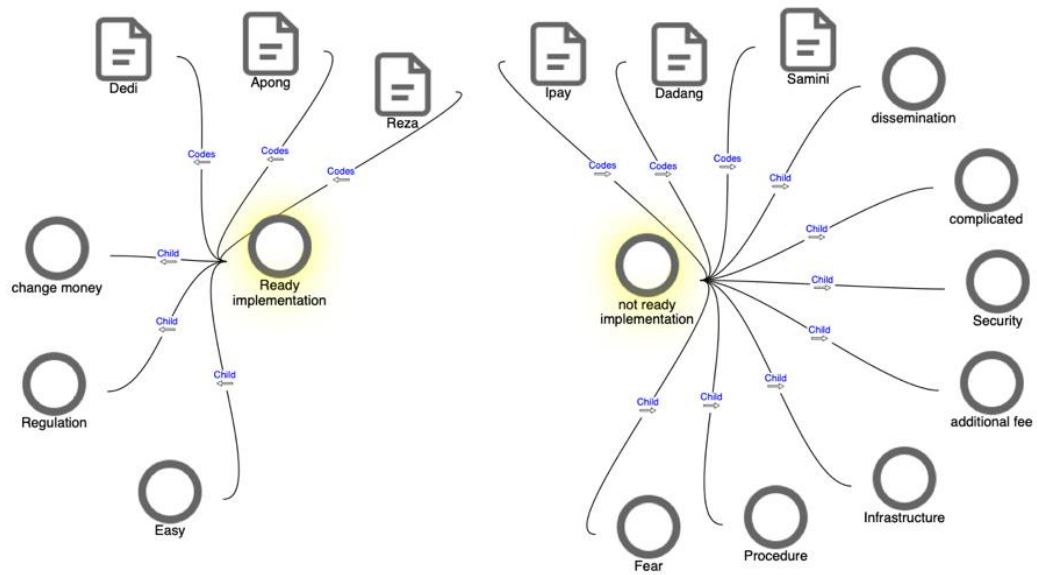 Dedi
Apong
Reza
Codes
Codes
Codes
Child
change money
Ready
implementation
Child
Regulation
Child
Easy
Ipay
Dadang
Samini
dissemination
Codes
Codes
Codes
Child
complicated
Child
not ready
implementation
Child
Security
Child
additional fee
Child
Child
Child
Infrastructure
Fear
Procedure